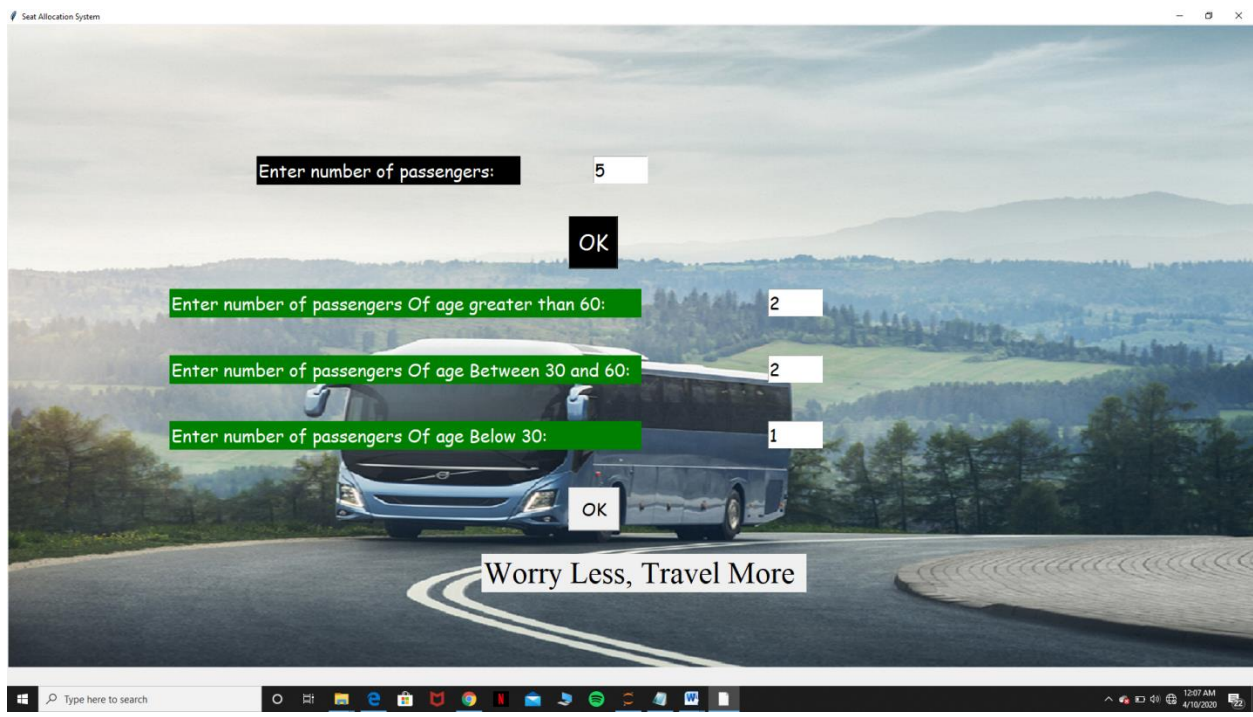 Seat Allocation System
Enter number of passengers:
5
OK
Enter number of passengers Of age greater than 60:
2
Enter number of passengers Of age Between 30 and 60:
2
Enter number of passengers Of age Below 30:
1
OK
Worry Less, Travel More
Type here to search
12:07 AM
4/10/2020
22